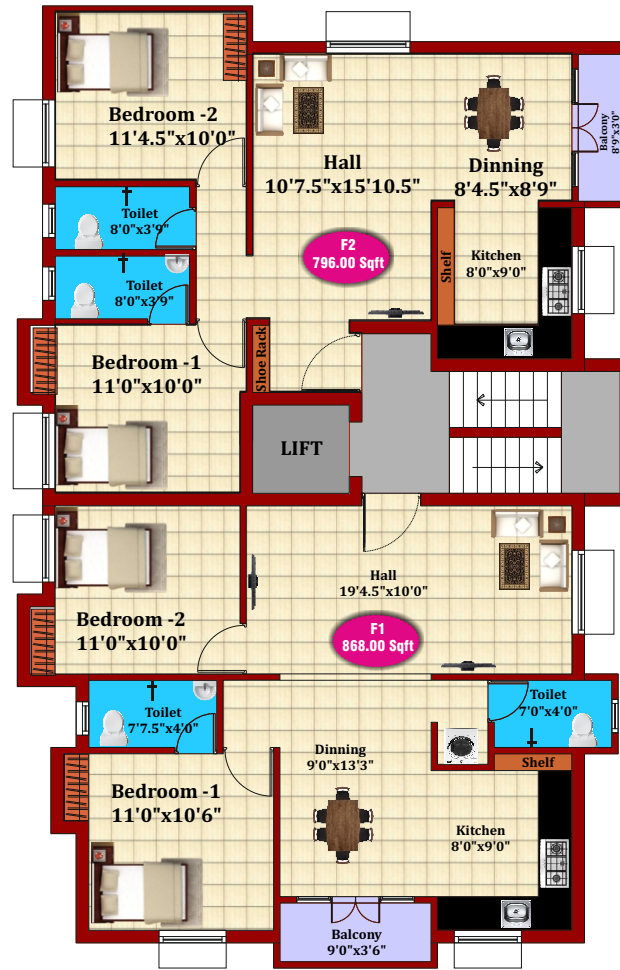 Bedroom -2
11'4.5"x10'0"
Hall
10'7.5"x15'10.5"
Dinning
8'4.5"x8'9"
Balcony
8'9"x3'0"
Toilet
8'0"x3'9"
F2
796.00 Sqft
Shelf
Kitchen
8'0"x9'0"
Toilet
8'0"x3'9"
Bedroom -1
11'0"x10'0"
Shoe Rack
LIFT
Bedroom -2
11'0"x10'0"
Hall
19'4.5"x10'0"
F1
868.00 Sqft
Toilet
7'7.5"x4'0"
Toilet
7'0"x4'0"
Dinning
9'0"x13'3"
Shelf
Bedroom -1
11'0"x10'6"
Kitchen
8'0"x9'0"
Balcony
9'0"x3'6"